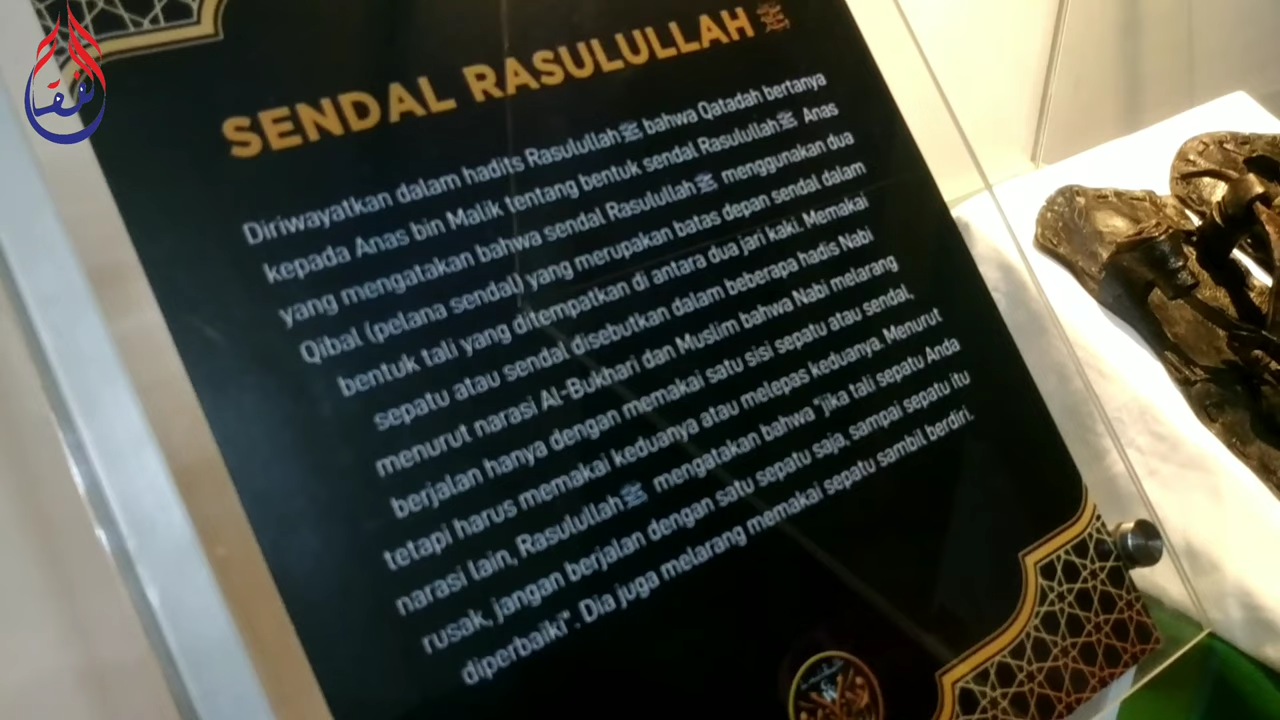 SENDAL RASULULLAH ﷺ
Diriwayatkan dalam hadits Rasulullah ﷺ bahwa Qatadah bertanya
kepada Anas bin Malik tentang bentuk sendal Rasulullah ﷺ Anas
yang mengatakan bahwa sendal Rasulullah ﷺ menggunakan dua
Qibal (pelana sendal) yang merupakan batas depan sendal dalam
bentuk tali yang ditempatkan di antara dua jari kaki. Memakai
sepatu atau sendal disebutkan dalam beberapa hadis Nabi
menurut narasi Al-Bukhari dan Muslim bahwa Nabi melarang
berjalan hanya dengan memakai satu sisi sepatu atau sendal,
tetapi harus memakai keduanya atau melepas keduanya. Menurut
narasi lain, Rasulullah ﷺ mengatakan bahwa "jika tali sepatu Anda
rusak, jangan berjalan dengan satu sepatu saja, sampai sepatu itu
diperbaiki". Dia juga melarang memakai sepatu sambil berdiri.